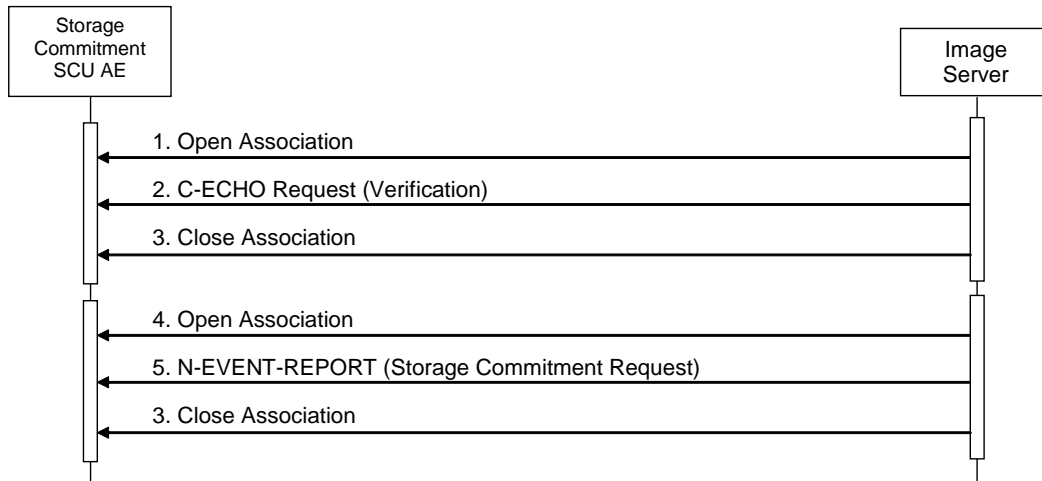 Storage
Commitment
SCU AE
Image
Server
1. Open Association
2. C-ECHO Request (Verification)
3. Close Association
4. Open Association
5. N-EVENT-REPORT (Storage Commitment Request)
3. Close Association